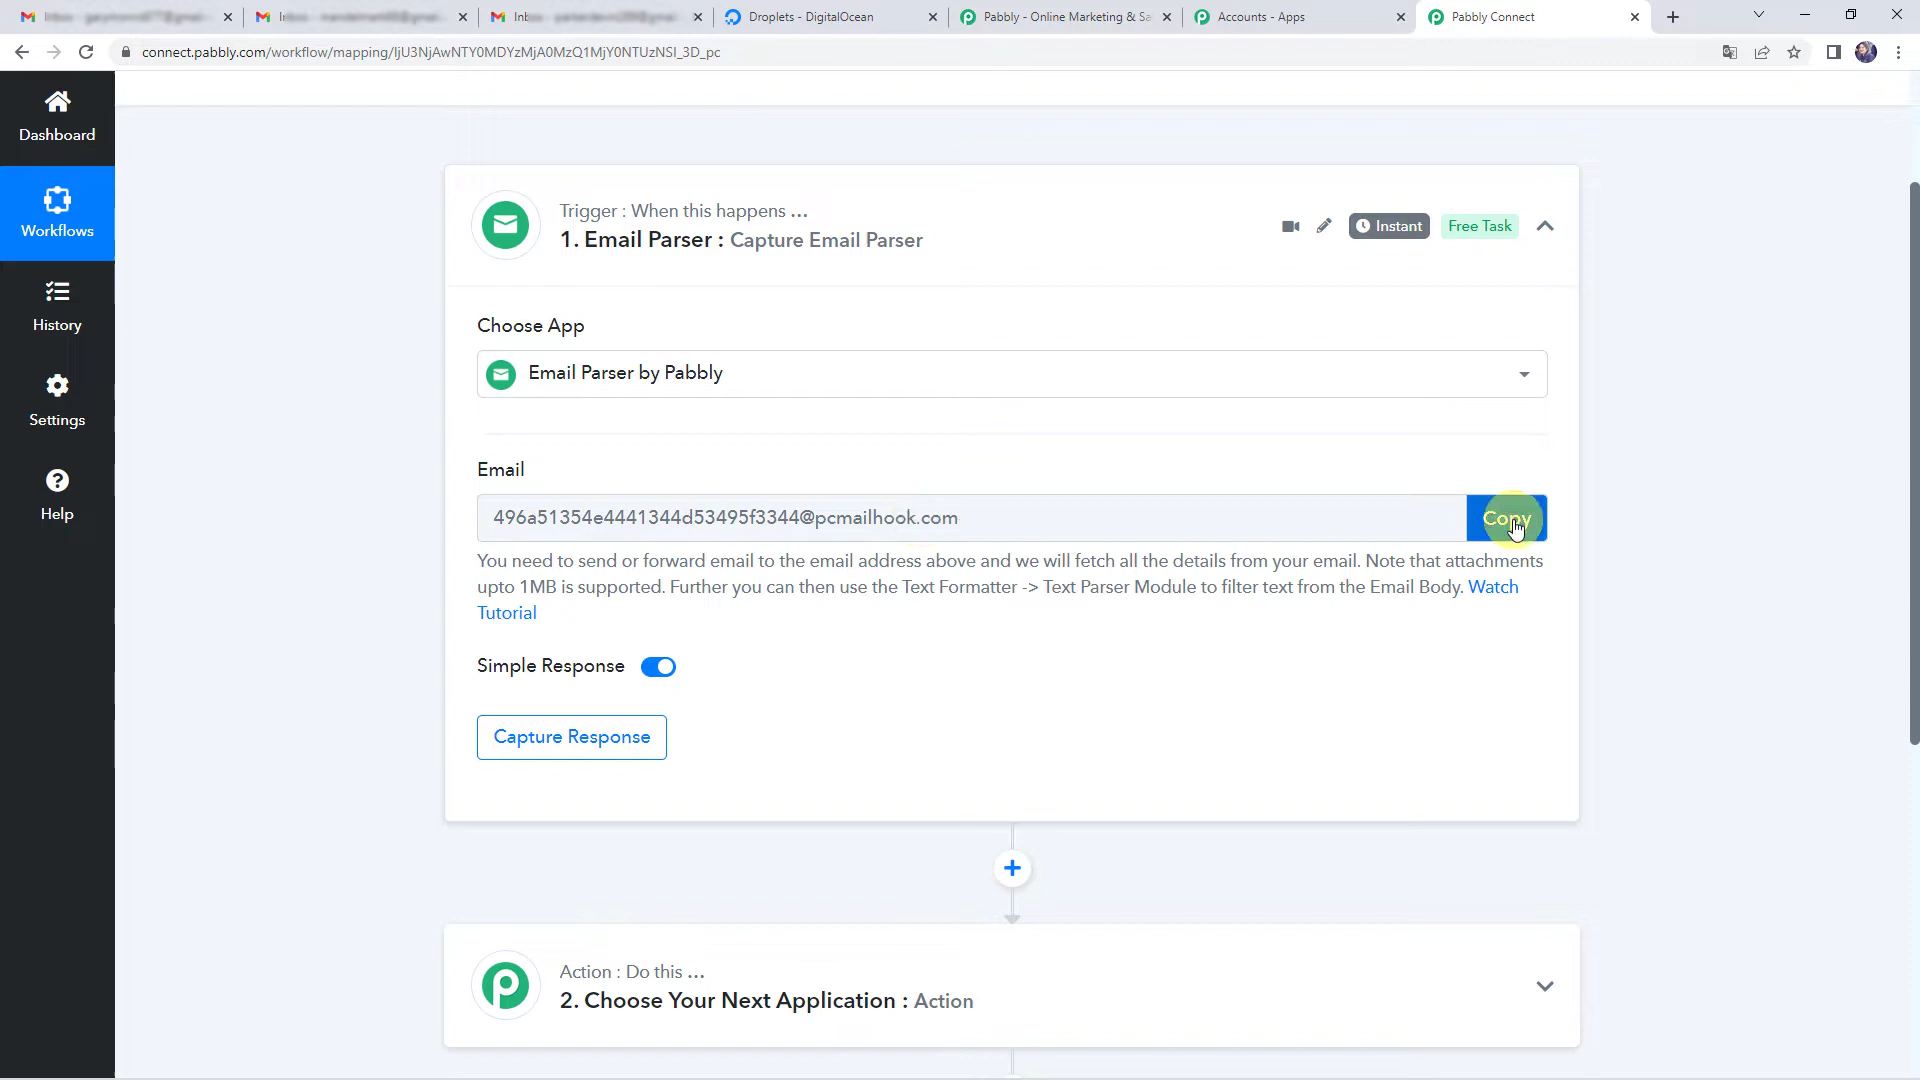 Droplets - DigitalOcean
Pabbly - Online Marketing & Sa
Accounts - Apps
Pabbly Connect
connect.pabbly.com/workflow/mapping/IjU3NjAwNTY0MDYzMjA0MzQ1MjY0NTUzNSI_3D_pc
Dashboard
Workflows
History
Settings
Help
Trigger : When this happens ...
1. Email Parser : Capture Email Parser
Instant
Free Task
Choose App
Email Parser by Pabbly
Email
496a51354e4441344d53495f3344@pcmailhook.com
Copy
You need to send or forward email to the email address above and we will fetch all the details from your email. Note that attachments
upto 1MB is supported. Further you can then use the Text Formatter -> Text Parser Module to filter text from the Email Body. Watch
Tutorial
Simple Response
Capture Response
Action : Do this ...
2. Choose Your Next Application : Action